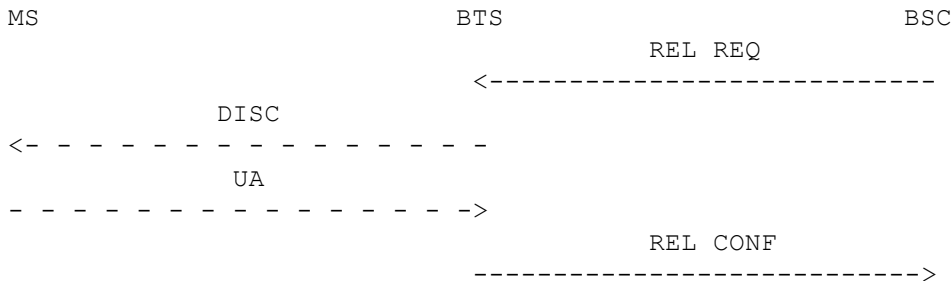 MS BTS BSC
REL REQ
<----------------------------
DISC
<- - - - - - - - - - - - - - -
UA
- - - - - - - - - - - - - - ->
REL CONF
---------------------------->